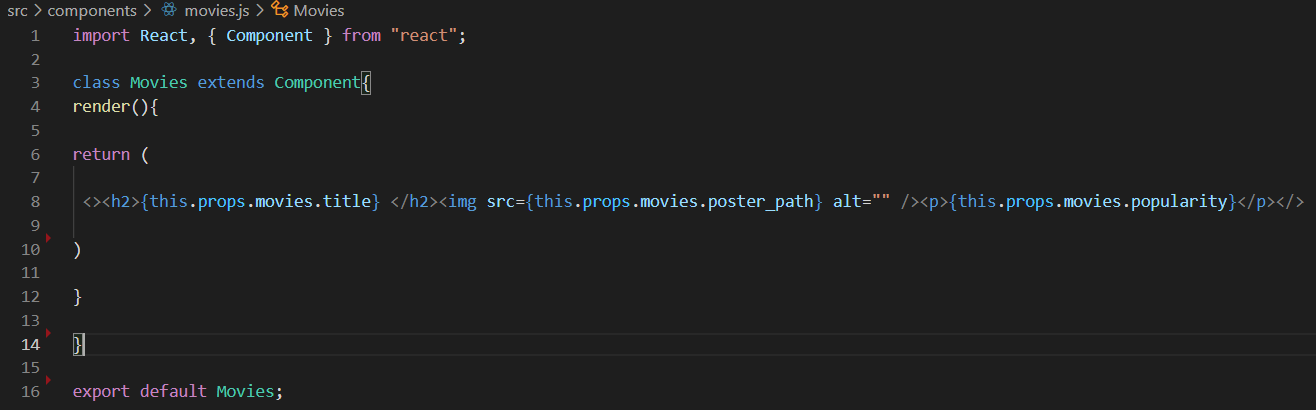 src > components > movies.js > Movies
1 import React, { Component } from "react";
2
3 class Movies extends Component{
4 render(){
5
6 return (
7
8 <><h2>{this.props.movies.title} </h2><img src={this.props.movies.poster_path} alt="" /><p>{this.props.movies.popularity}</p></>
9
10 )
11
12 }
13
14 }
15
16 export default Movies;